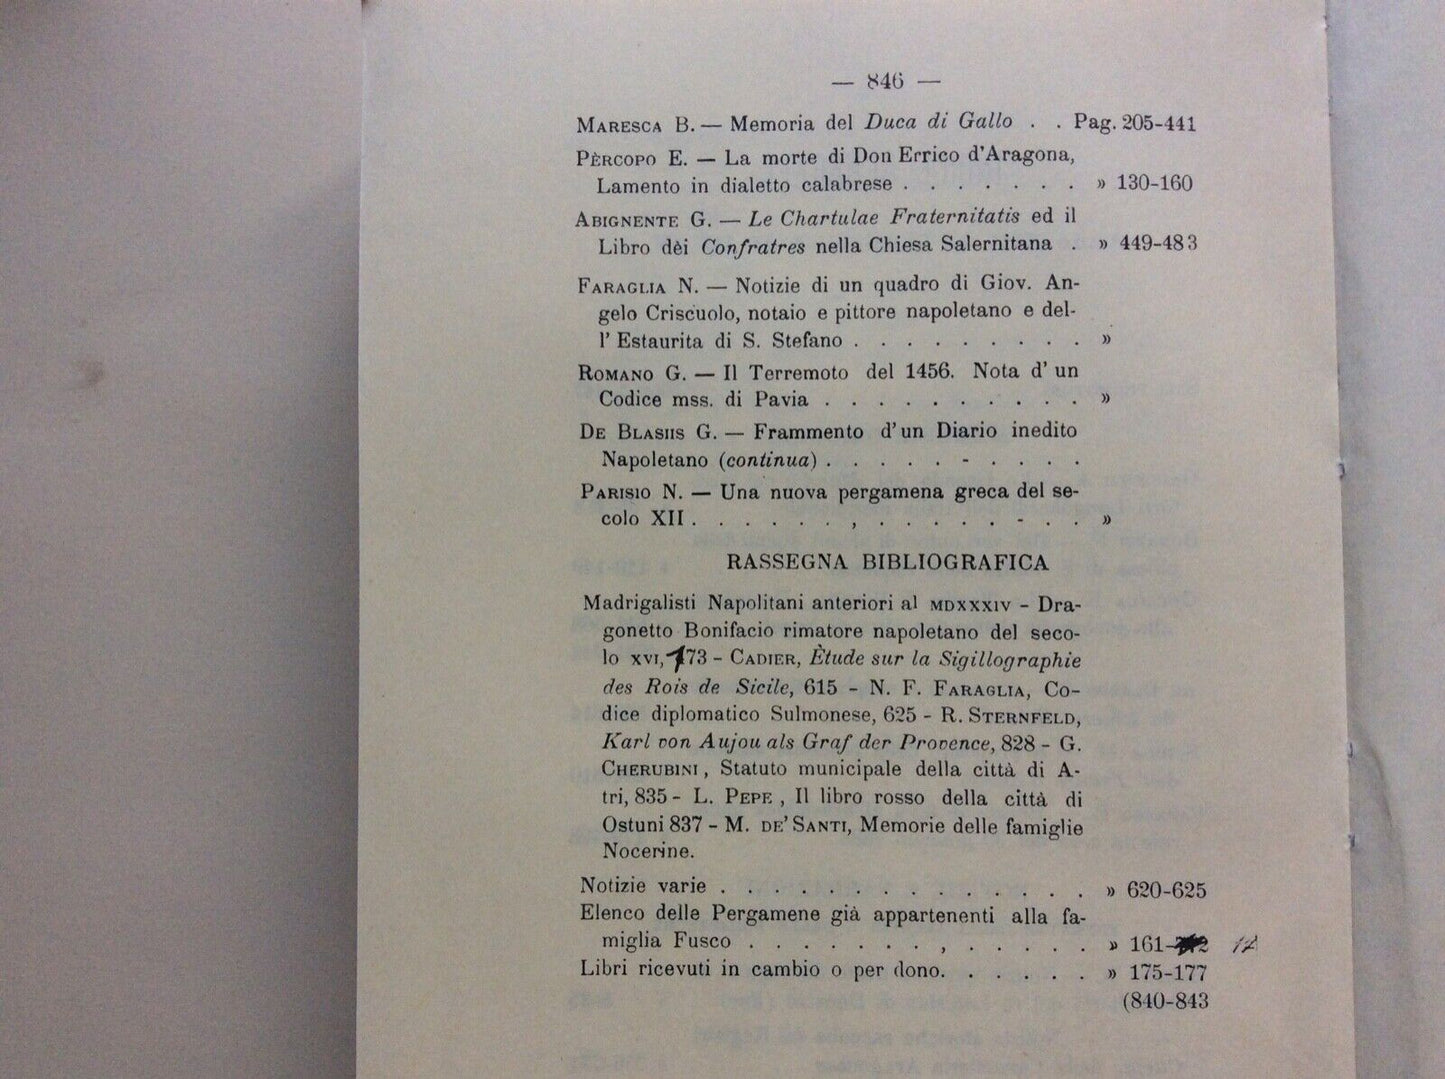 — 846 —
MARESCA B. — Memoria del Duca di Gallo . . Pag. 205-441
PÈRCOPO E. — La morte di Don Errico d'Aragona,
Lamento in dialetto calabrese . . . . . . . » 130-160
ABIGNENTE G. — Le Chartulae Fraternitatis ed il
Libro dèi Confratres nella Chiesa Salernitana . » 449-483
FARAGLIA N. — Notizie di un quadro di Giov. An-
gelo Criscuolo, notaio e pittore napoletano e del-
l' Estaurita di S. Stefano . . . . . . . . . »
ROMANO G. — Il Terremoto del 1456. Nota d' un
Codice mss. di Pavia . . . . . . . . . . »
DE BLASIIS G. — Frammento d' un Diario inedito
Napoletano (continua) . . . . . - . . . .
PARISIO N. — Una nuova pergamena greca del se-
colo XII . . . . . . , . . . . . - . . »
RASSEGNA BIBLIOGRAFICA
Madrigalisti Napolitani anteriori al MDXXXIV - Dra-
gonetto Bonifacio rimatore napoletano del seco-
lo XVI, 173 - CADIER, Ètude sur la Sigillographie
des Rois de Sicile, 615 - N. F. FARAGLIA, Co-
dice diplomatico Sulmonese, 625 - R. STERNFELD,
Karl von Aujou als Graf der Provence, 828 - G.
CHERUBINI, Statuto municipale della città di A-
tri, 835 - L. PEPE, Il libro rosso della città di
Ostuni 837 - M. DE' SANTI, Memorie delle famiglie
Nocerine.
Notizie varie . . . . . . . . . . . . . . » 620-625
Elenco delle Pergamene già appartenenti alla fa-
miglia Fusco . . . . . . . , . . . . . » 161-
Libri ricevuti in cambio o per dono. . . . . . » 175-177
(840-843